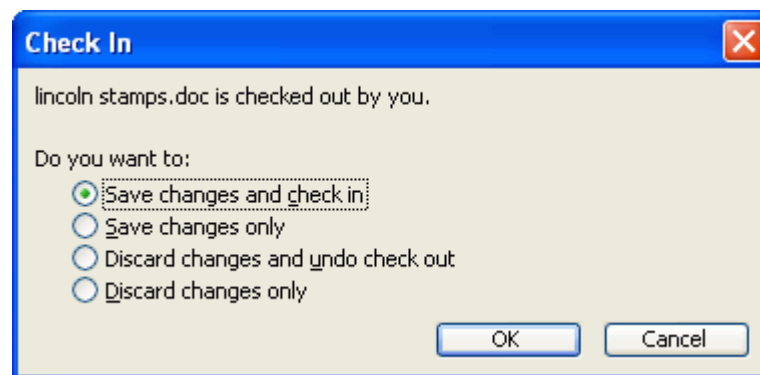 Check In
lincoln stamps.doc is checked out by you.
Do you want to:
Save changes and check in
Save changes only
Discard changes and undo check out
Discard changes only
OK Cancel